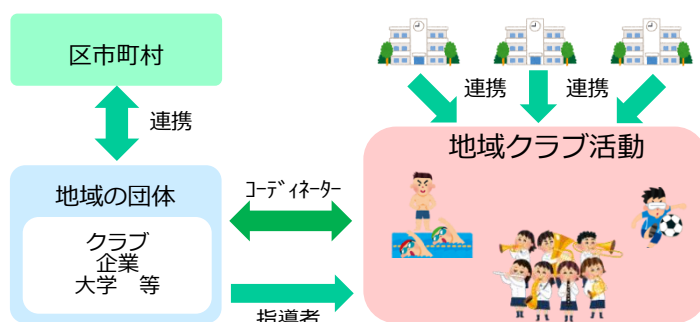 区市町村
連携
連携
連携
地域クラブ活動
地域の団体
クラブ
企業
大学　等
ｺｰﾃﾞｨﾈｰﾀｰ
指導者